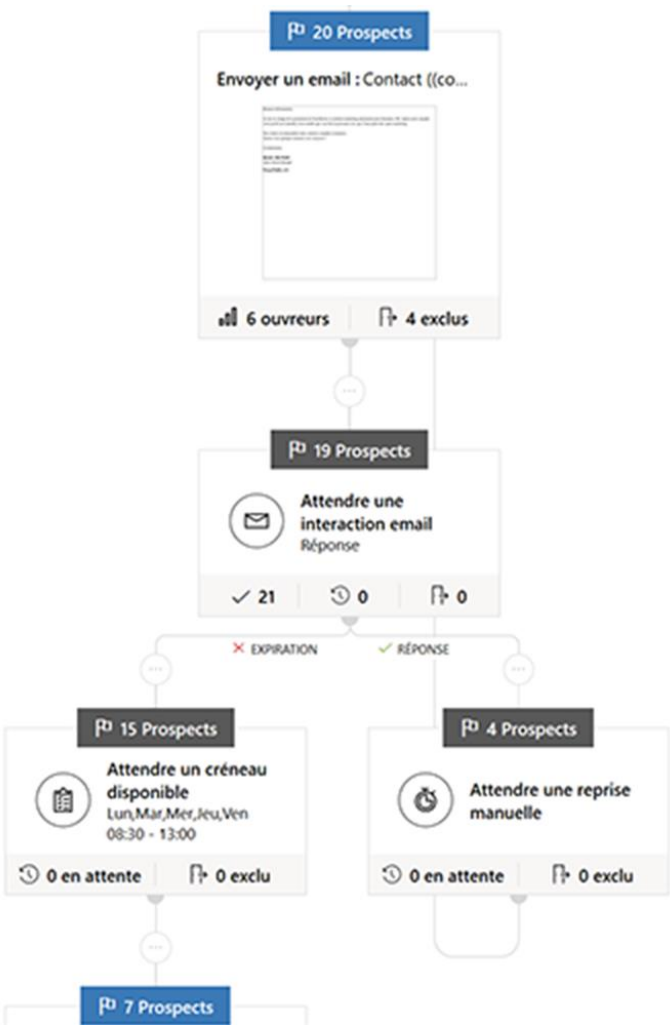 20 Prospects
Envoyer un email : Contact ((co...
6 ouvreurs 4 exclus
19 Prospects
Attendre une
interaction email
Réponse
21 0 0
EXPIRATION RÉPONSE
15 Prospects 4 Prospects
Attendre un créneau
disponible
Lun,Mar,Mer,Jeu,Ven
08:30 - 13:00
Attendre une reprise
manuelle
0 en attente 0 exclu
0 en attente 0 exclu
7 Prospects